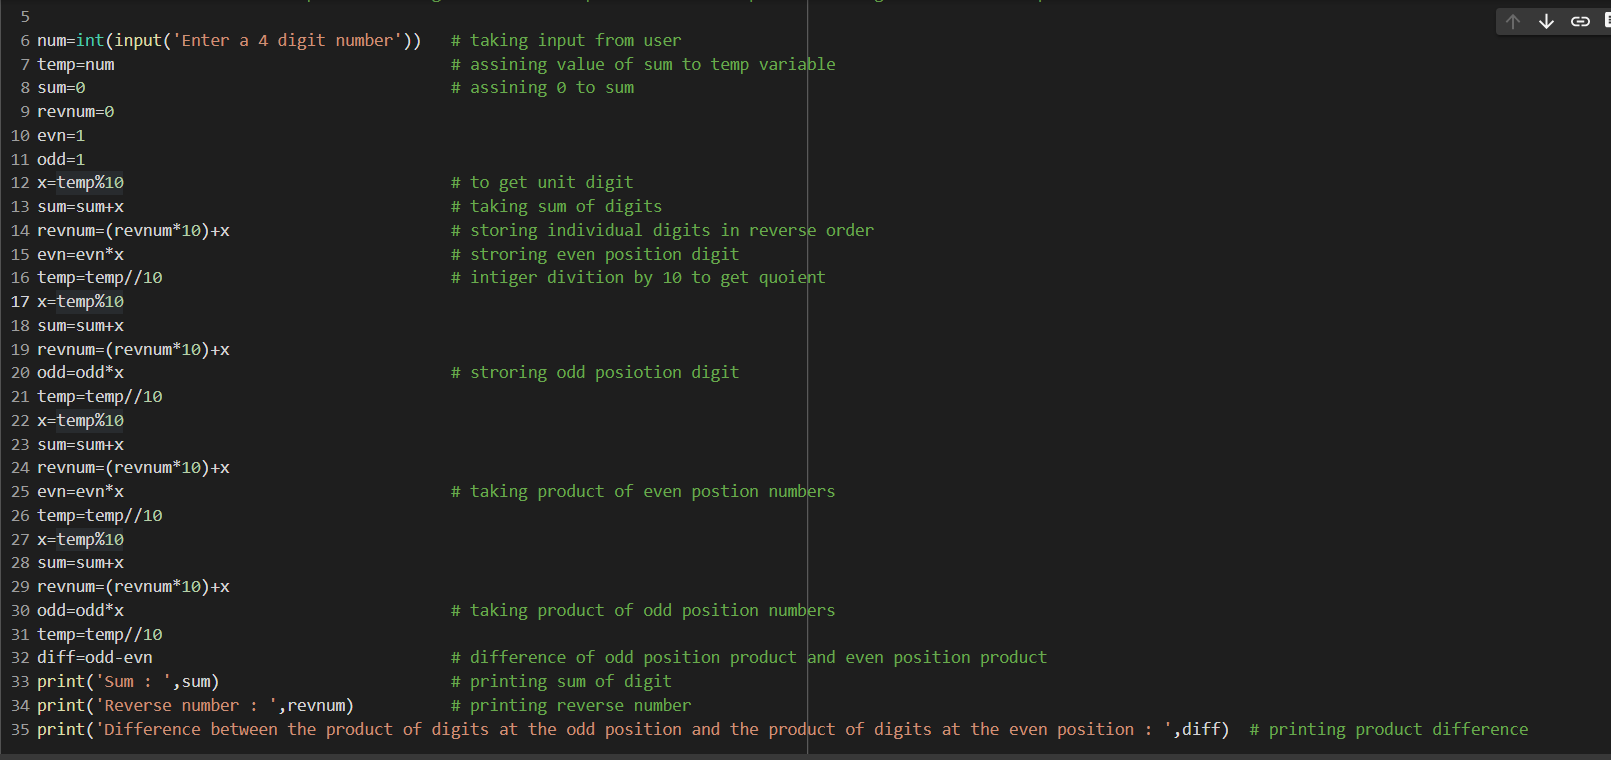 5
6 num=int(input('Enter a 4 digit number')) # taking input from user
7 temp=num # assining value of sum to temp variable
8 sum=0 # assining 0 to sum
9 revnum=0
10 evn=1
11 odd=1
12 x=temp%10 # to get unit digit
13 sum=sum+x # taking sum of digits
14 revnum=(revnum*10)+x # storing individual digits in reverse order
15 evn=evn*x # stroring even position digit
16 temp=temp//10 # intiger divition by 10 to get quoient
17 x=temp%10
18 sum=sum+x
19 revnum=(revnum*10)+x
20 odd=odd*x # stroring odd posiotion digit
21 temp=temp//10
22 x=temp%10
23 sum=sum+x
24 revnum=(revnum*10)+x
25 evn=evn*x # taking product of even postion numbers
26 temp=temp//10
27 x=temp%10
28 sum=sum+x
29 revnum=(revnum*10)+x
30 odd=odd*x # taking product of odd position numbers
31 temp=temp//10
32 diff=odd-evn # difference of odd position product and even position product
33 print('Sum : ',sum) # printing sum of digit
34 print('Reverse number : ',revnum) # printing reverse number
35 print('Difference between the product of digits at the odd position and the product of digits at the even position : ',diff) # printing product difference